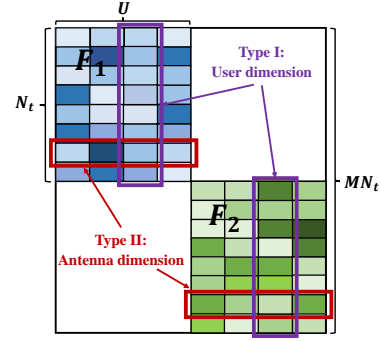 U
F₁
Type I:
User dimension
Nₜ
MNₜ
F₂
Type II:
Antenna dimension